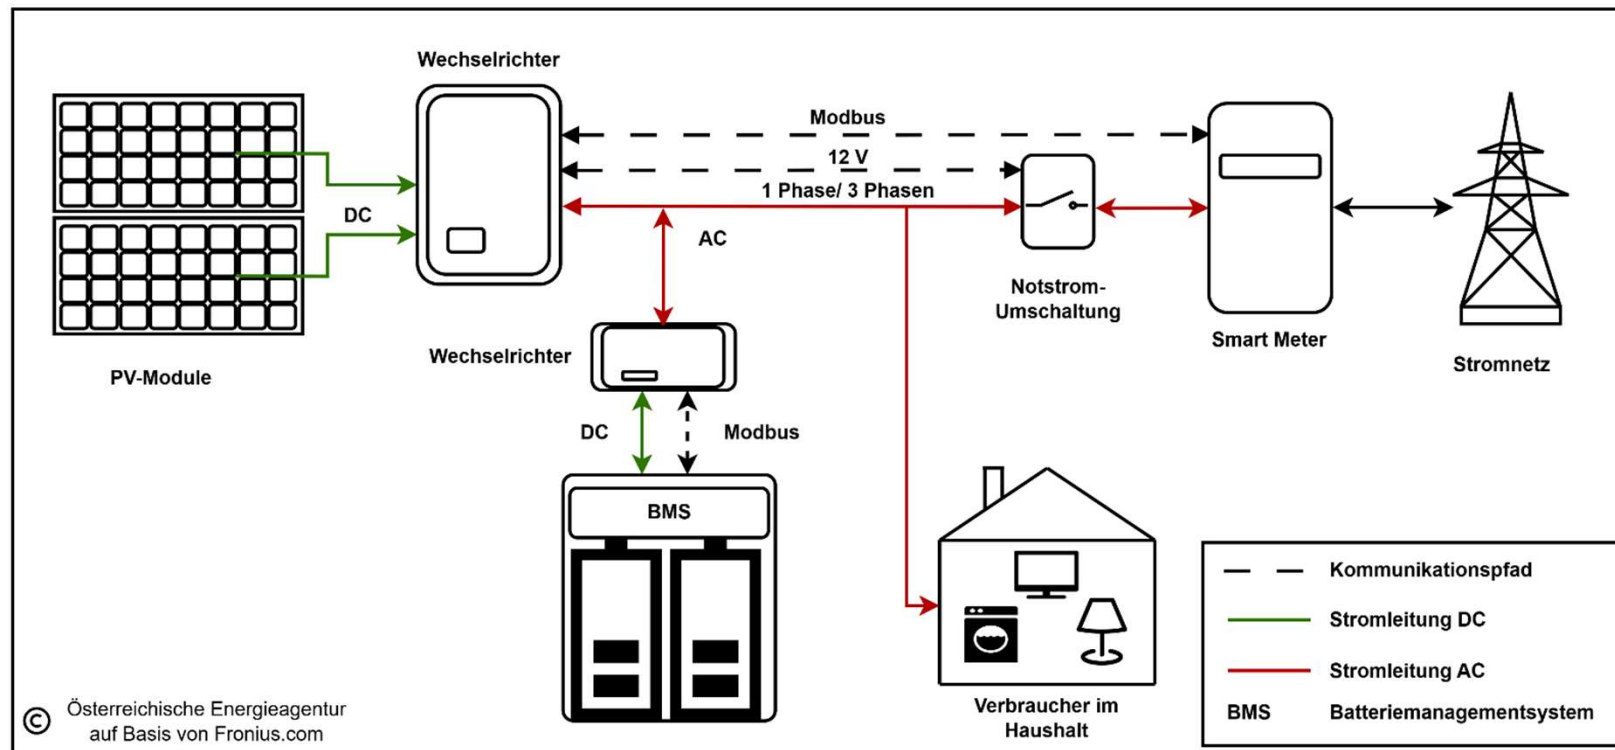 Wechselrichter
Modbus
12 V
1 Phase/ 3 Phasen
DC
AC
Notstrom-
Umschaltung
Smart Meter
Stromnetz
PV-Module
Wechselrichter
DC
Modbus
BMS
Verbraucher im
Haushalt
Kommunikationspfad
Stromleitung DC
Stromleitung AC
BMS Batteriemanagementsystem
© Österreichische Energieagentur
auf Basis von Fronius.com